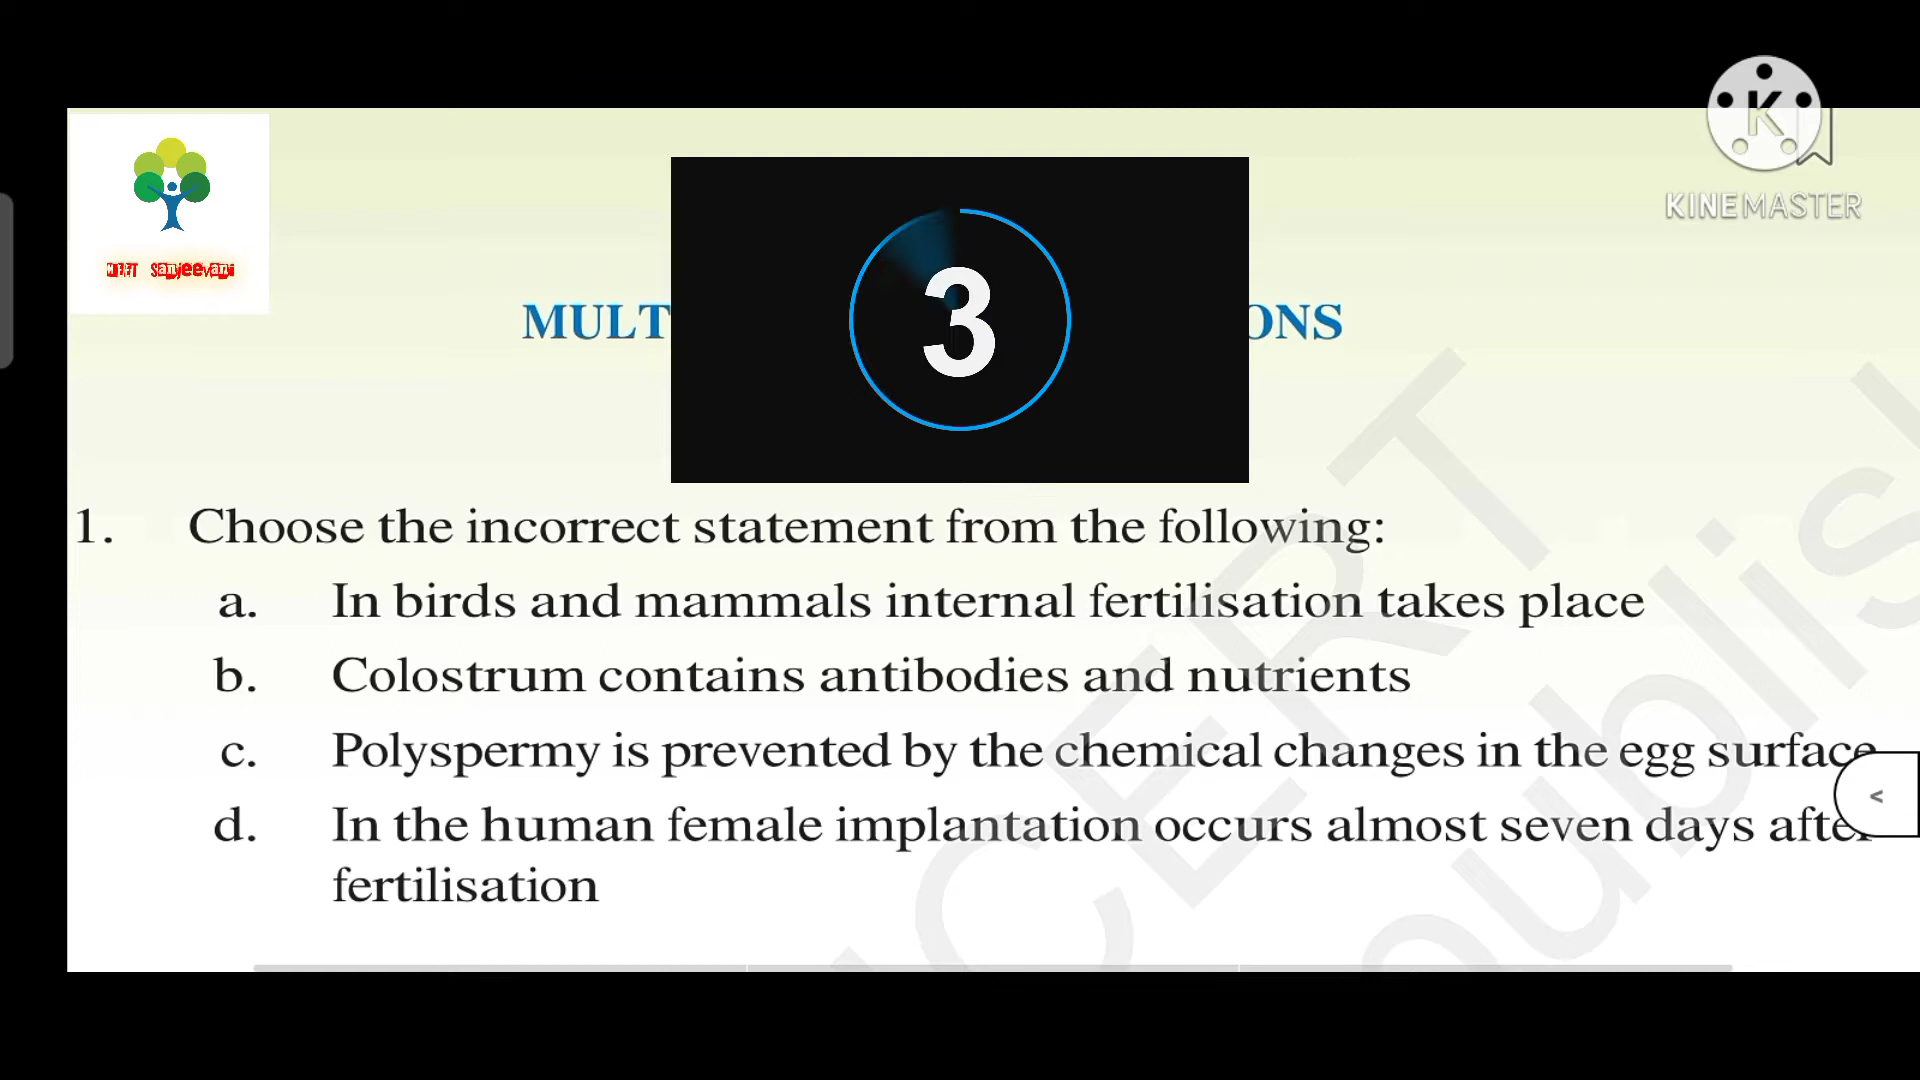 KINEMASTER
K
3
MULT ONS
1. Choose the incorrect statement from the following:
a. In birds and mammals internal fertilisation takes place
b. Colostrum contains antibodies and nutrients
c. Polyspermy is prevented by the chemical changes in the egg surface
d. In the human female implantation occurs almost seven days after
fertilisation
<